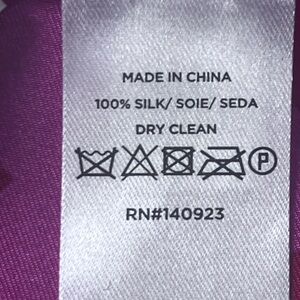 MADE IN CHINA
100% SILK/ SOIE/ SEDA
DRY CLEAN
P
RN#140923